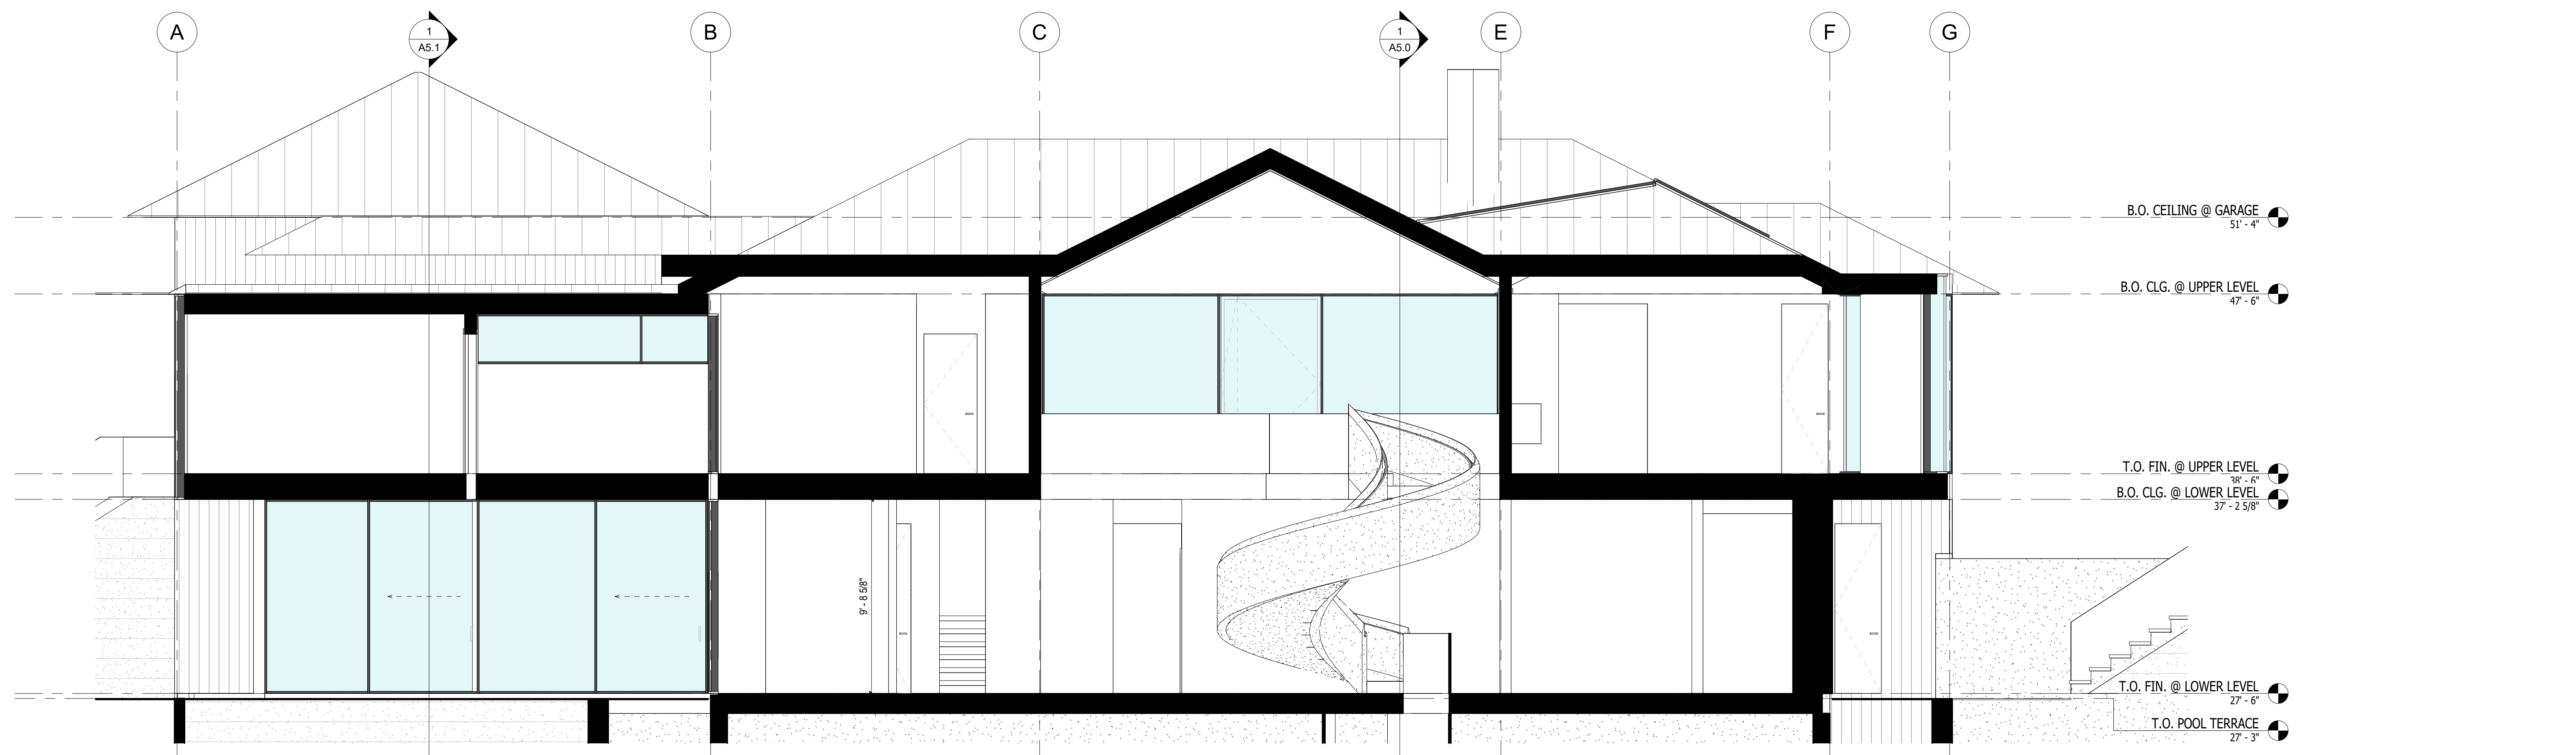 A
1
A5.1
B
C
1
A5.0
E
F
G
B.O. CEILING @ GARAGE
51' - 4"
B.O. CLG. @ UPPER LEVEL
47' - 6"
T.O. FIN. @ UPPER LEVEL
38' - 6"
B.O. CLG. @ LOWER LEVEL
37' - 2 5/8"
9' - 8 5/8"
T.O. FIN. @ LOWER LEVEL
27' - 6"
T.O. POOL TERRACE
27' - 3"